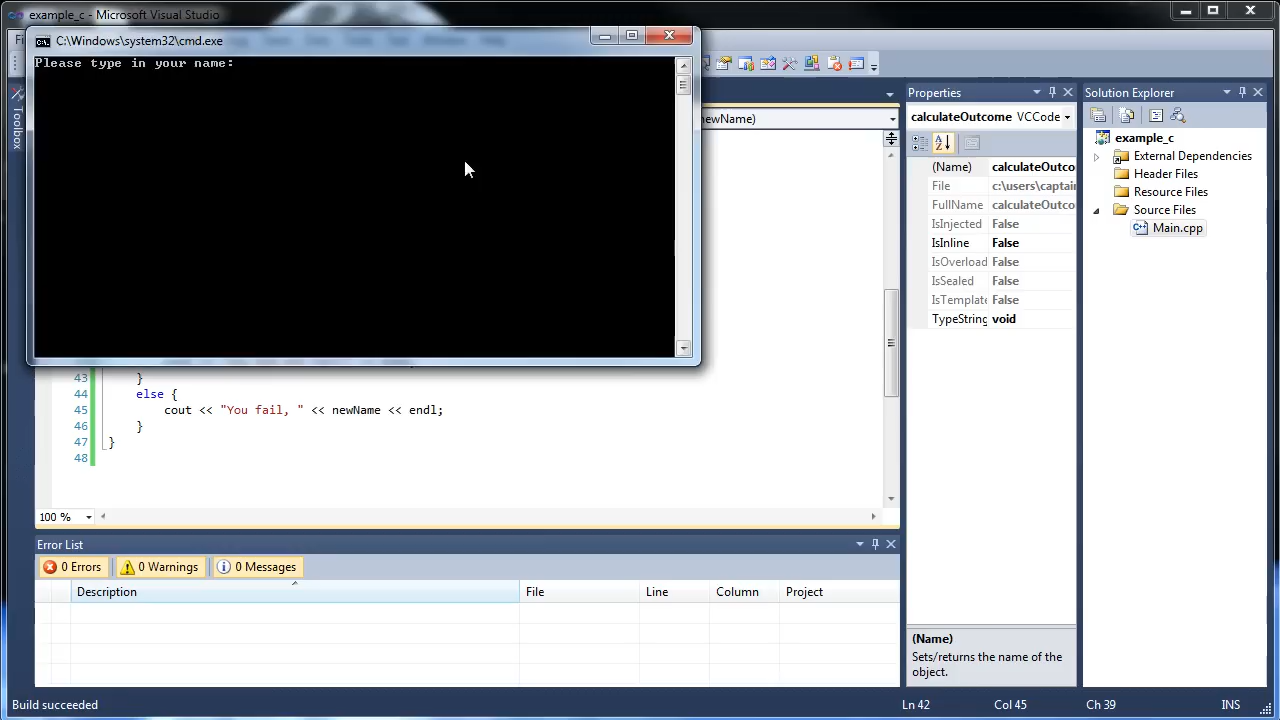 example_c - Microsoft Visual Studio
C:\Windows\system32\cmd.exe
Please type in your name:
newName)
Toolbox
43 }
44 else {
45 cout << "You fail, " << newName << endl;
46 }
47 }
48
100 %
Error List
0 Errors
0 Warnings
0 Messages
Description
File
Line
Column
Project
Properties
calculateOutcome VCCode
(Name) calculateOutco
File c:\users\captain
FullName calculateOutco
IsInjected False
IsInline False
IsOverload False
IsSealed False
IsTemplate False
TypeString void
(Name)
Sets/returns the name of the
object.
Solution Explorer
example_c
External Dependencies
Header Files
Resource Files
Source Files
Main.cpp
Build succeeded
Ln 42
Col 45
Ch 39
INS